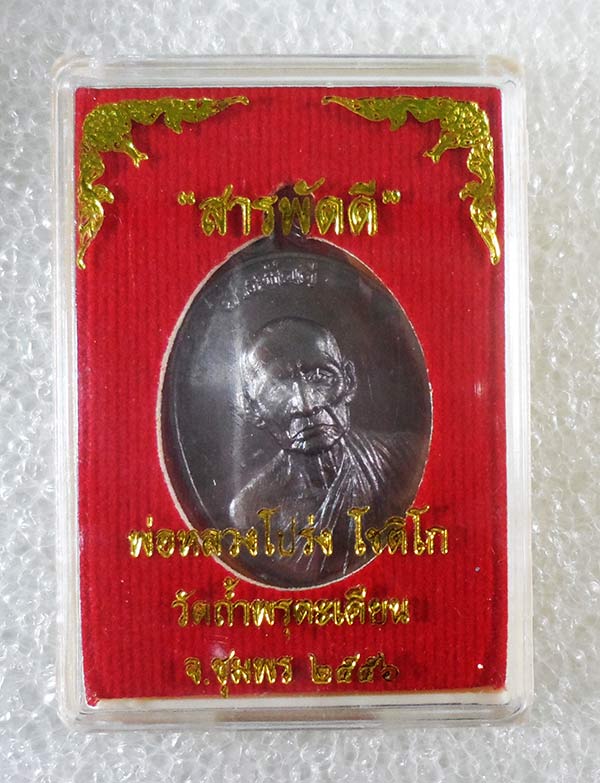 "สารพัดดี"
พ่อหลวงโปร่ง โชติโก
วัดถ้ำพรุตะเคียน
จ.ชุมพร ๒๕๕๖